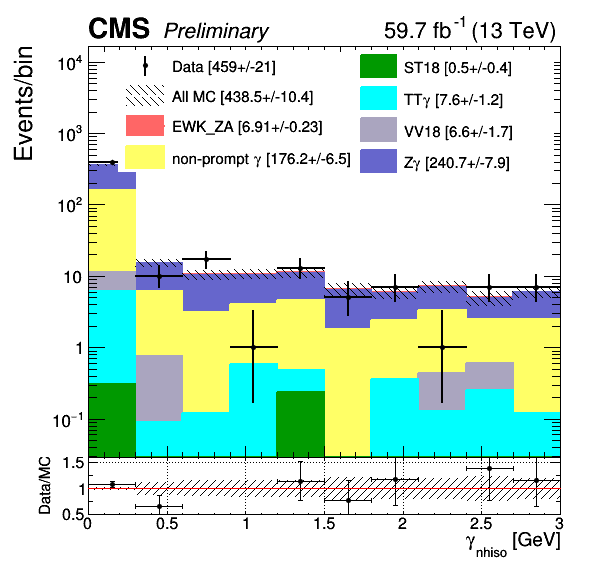 CMS Preliminary 59.7 fb⁻¹ (13 TeV)
Events/bin
Data [459+/-21]
All MC [438.5+/-10.4]
EWK_ZA [6.91+/-0.23]
non-prompt γ [176.2+/-6.5]
ST18 [0.5+/-0.4]
TTγ [7.6+/-1.2]
VV18 [6.6+/-1.7]
Zγ [240.7+/-7.9]
10⁴
10³
10²
10
1
10⁻¹
Data/MC
1.5
1
0.5
0 0.5 1 1.5 2 2.5 3
γnhiso [GeV]